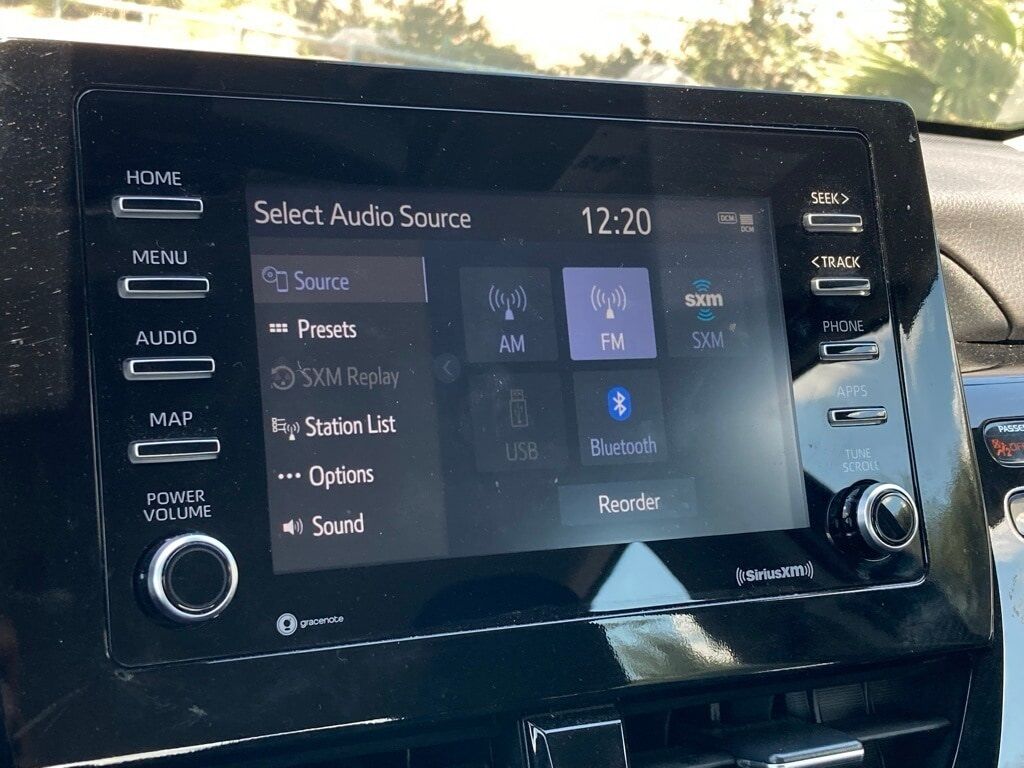 HOME
MENU
AUDIO
MAP
POWER
VOLUME
Select Audio Source
12:20
DCM
DCM
Source
Presets
SXM Replay
Station List
Options
Sound
AM
FM
sxm
SXM
USB
Bluetooth
Reorder
SEEK>
<TRACK
PHONE
APPS
TUNE
SCROLL
gracenote
((SiriusXM))